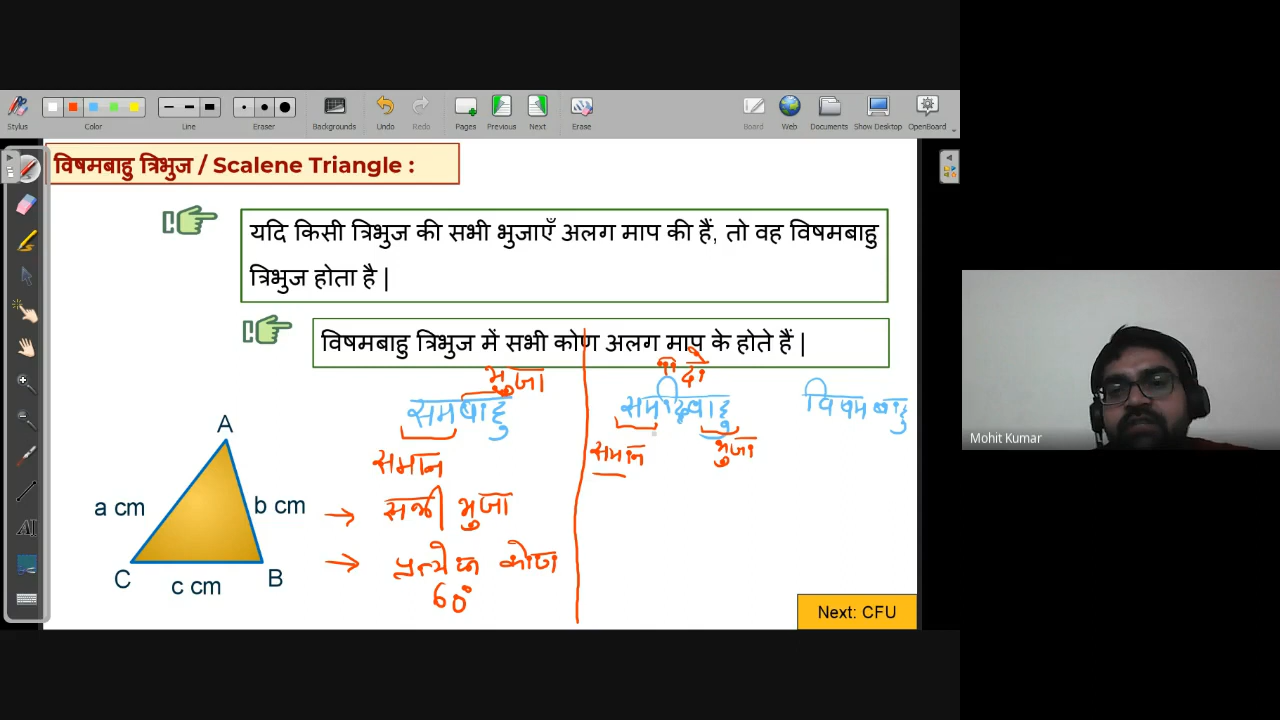 Stylus
Color
Line
Eraser
Backgrounds
Undo
Redo
Pages
Previous
Next
Erase
Board
Web
Documents
Show Desktop
OpenBoard
विषमबाहु त्रिभुज / Scalene Triangle :
यदि किसी त्रिभुज की सभी भुजाएँ अलग माप की हैं, तो वह विषमबाहु
त्रिभुज होता है |
विषमबाहु त्रिभुज में सभी कोण अलग माप के होते हैं |
भुजा
समबाहु
समान
→ सभी भुजा
→ प्रत्येक कोण
60°
दो
समद्विबाहु
समान
भुजा
विषमबाहु
A
a cm
b cm
C
c cm
B
Next: CFU
Mohit Kumar